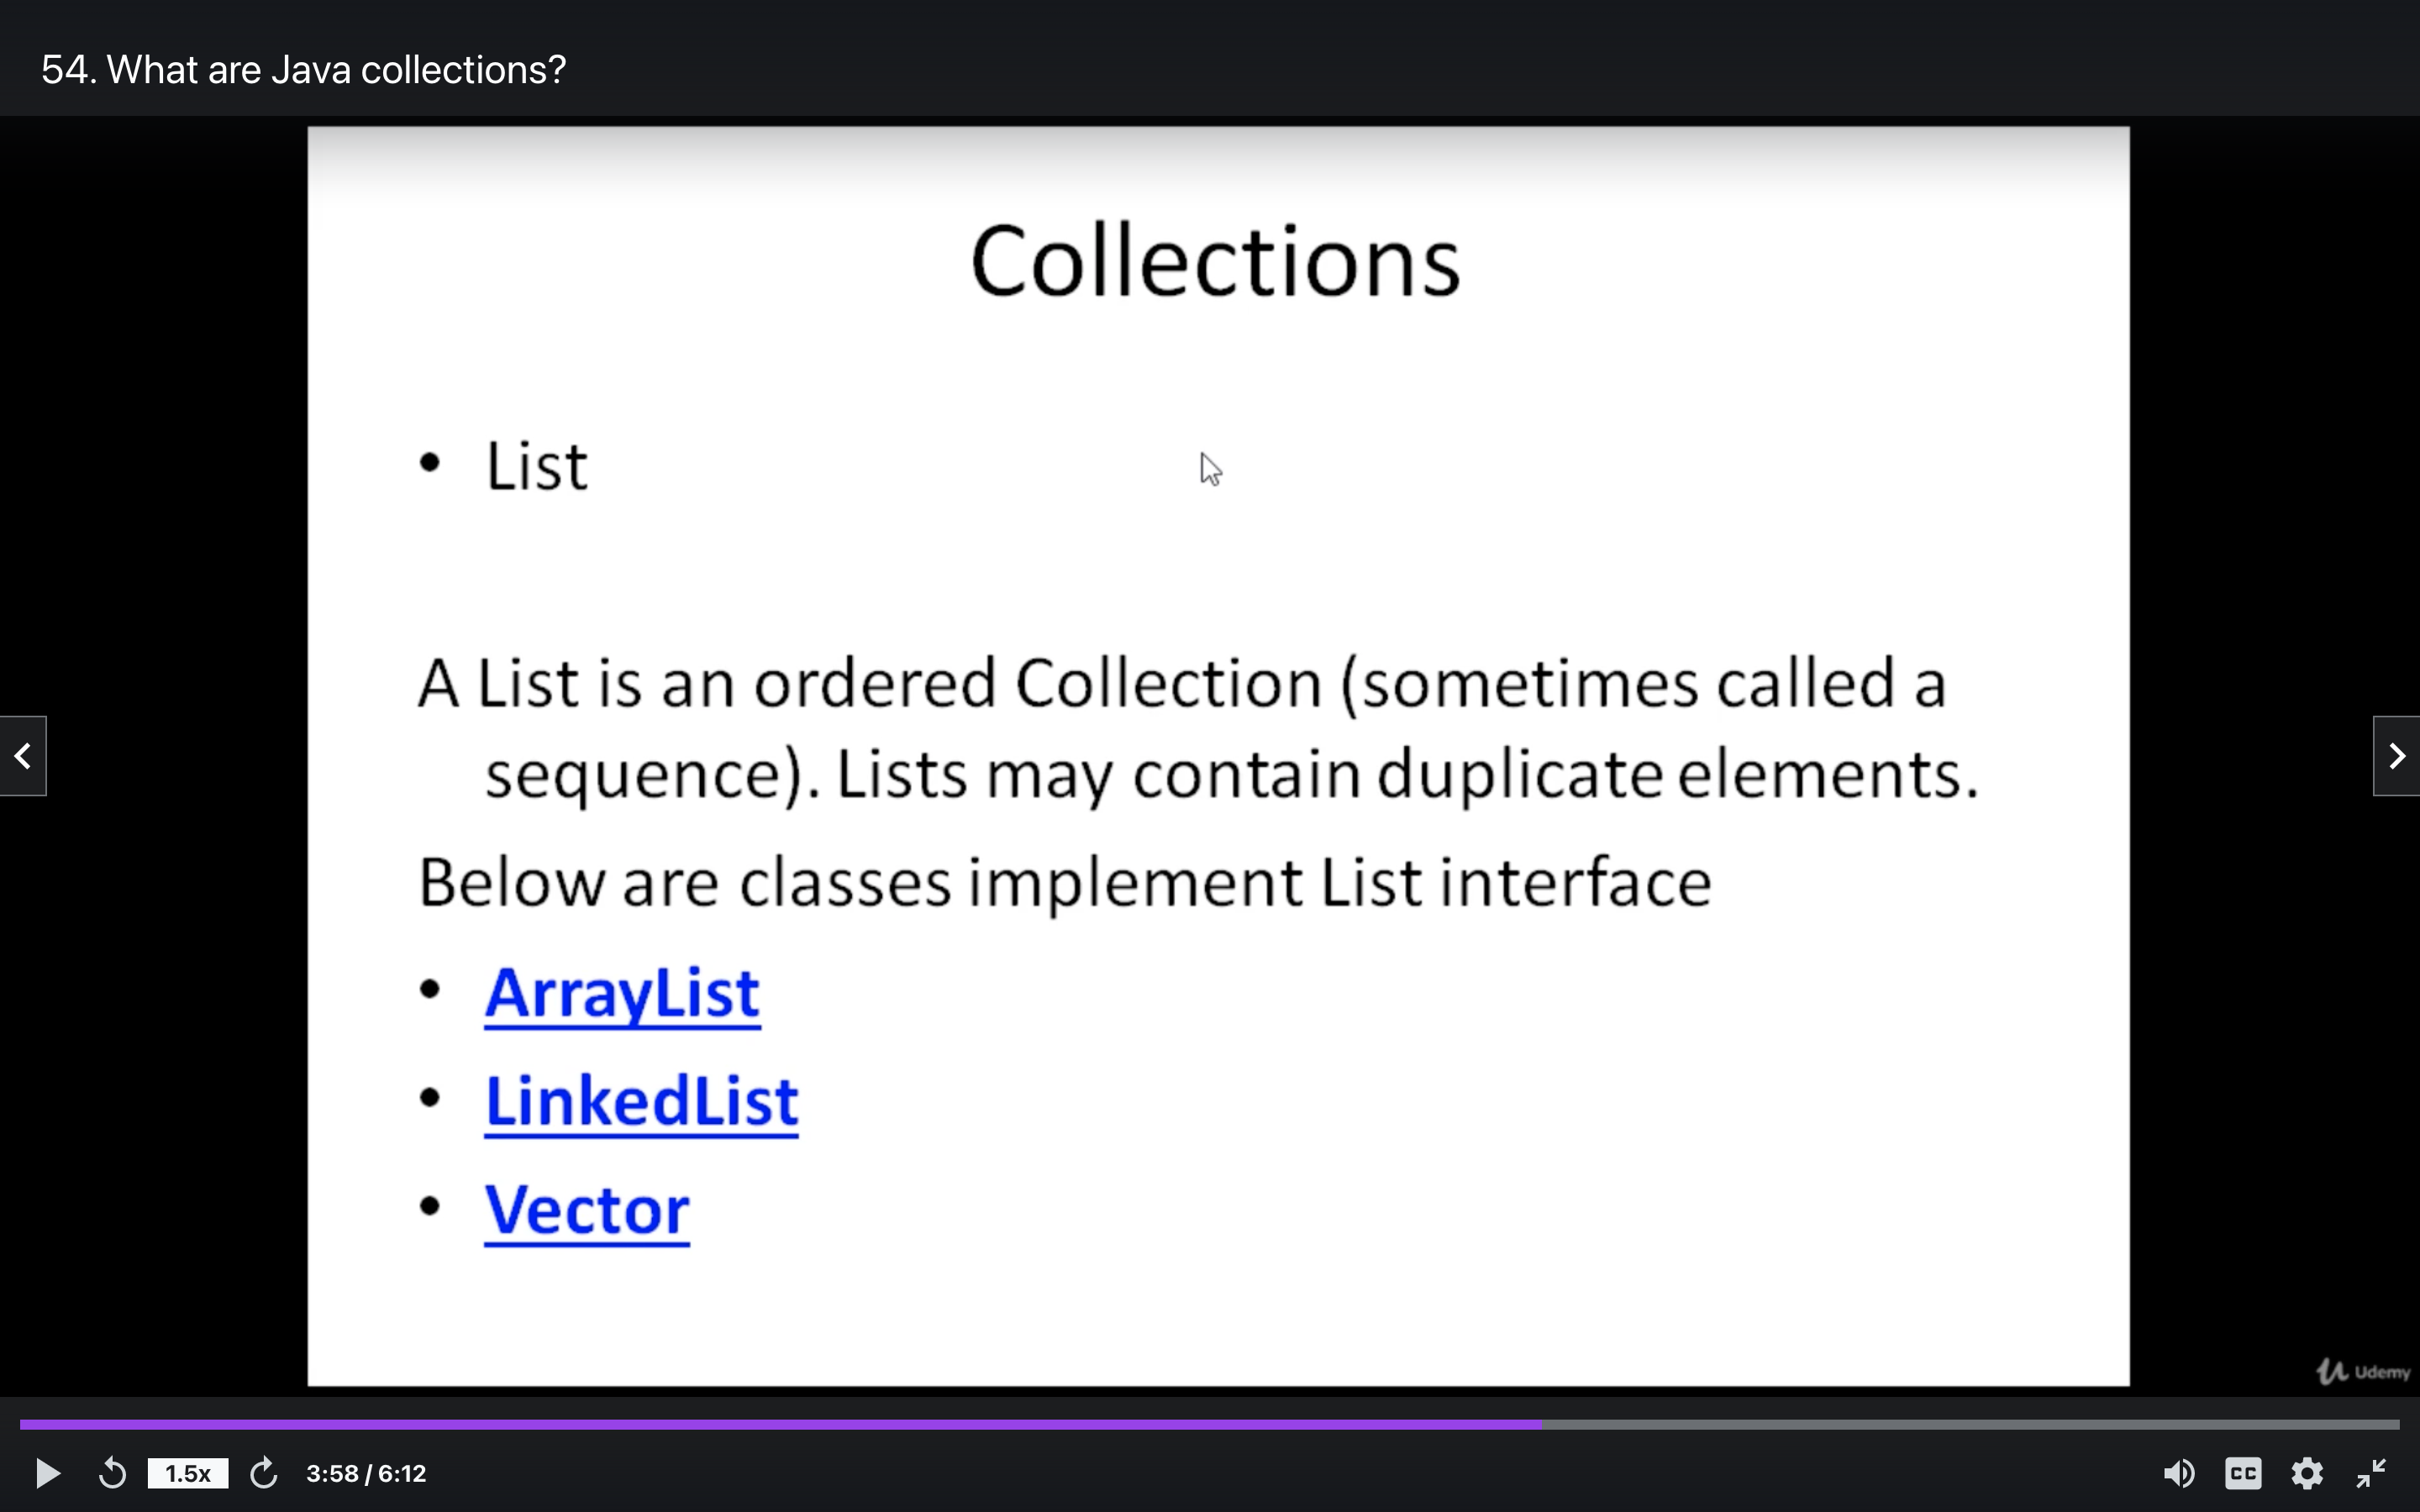 54. What are Java collections?
Collections
• List
A List is an ordered Collection (sometimes called a
sequence). Lists may contain duplicate elements.
Below are classes implement List interface
• ArrayList
• LinkedList
• Vector
Udemy
1.5x 3:58 / 6:12 CC